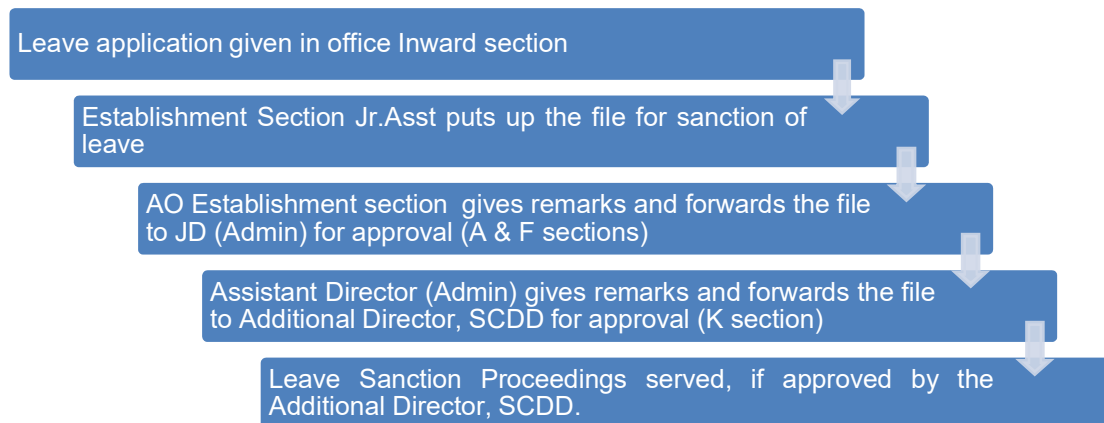 Leave application given in office Inward section
Establishment Section Jr.Asst puts up the file for sanction of
leave
AO Establishment section gives remarks and forwards the file
to JD (Admin) for approval (A & F sections)
Assistant Director (Admin) gives remarks and forwards the file
to Additional Director, SCDD for approval (K section)
Leave Sanction Proceedings served, if approved by the
Additional Director, SCDD.